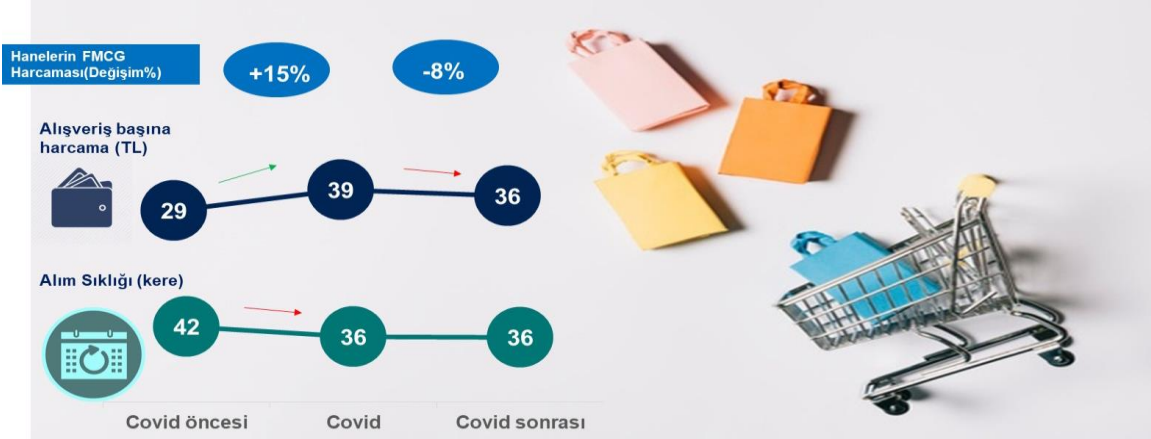 Hanelerin FMCG
Harcaması(Değişim%)
+15%
-8%
Alışveriş başına
harcama (TL)
29
39
36
Alım Sıklığı (kere)
42
36
36
Covid öncesi
Covid
Covid sonrası